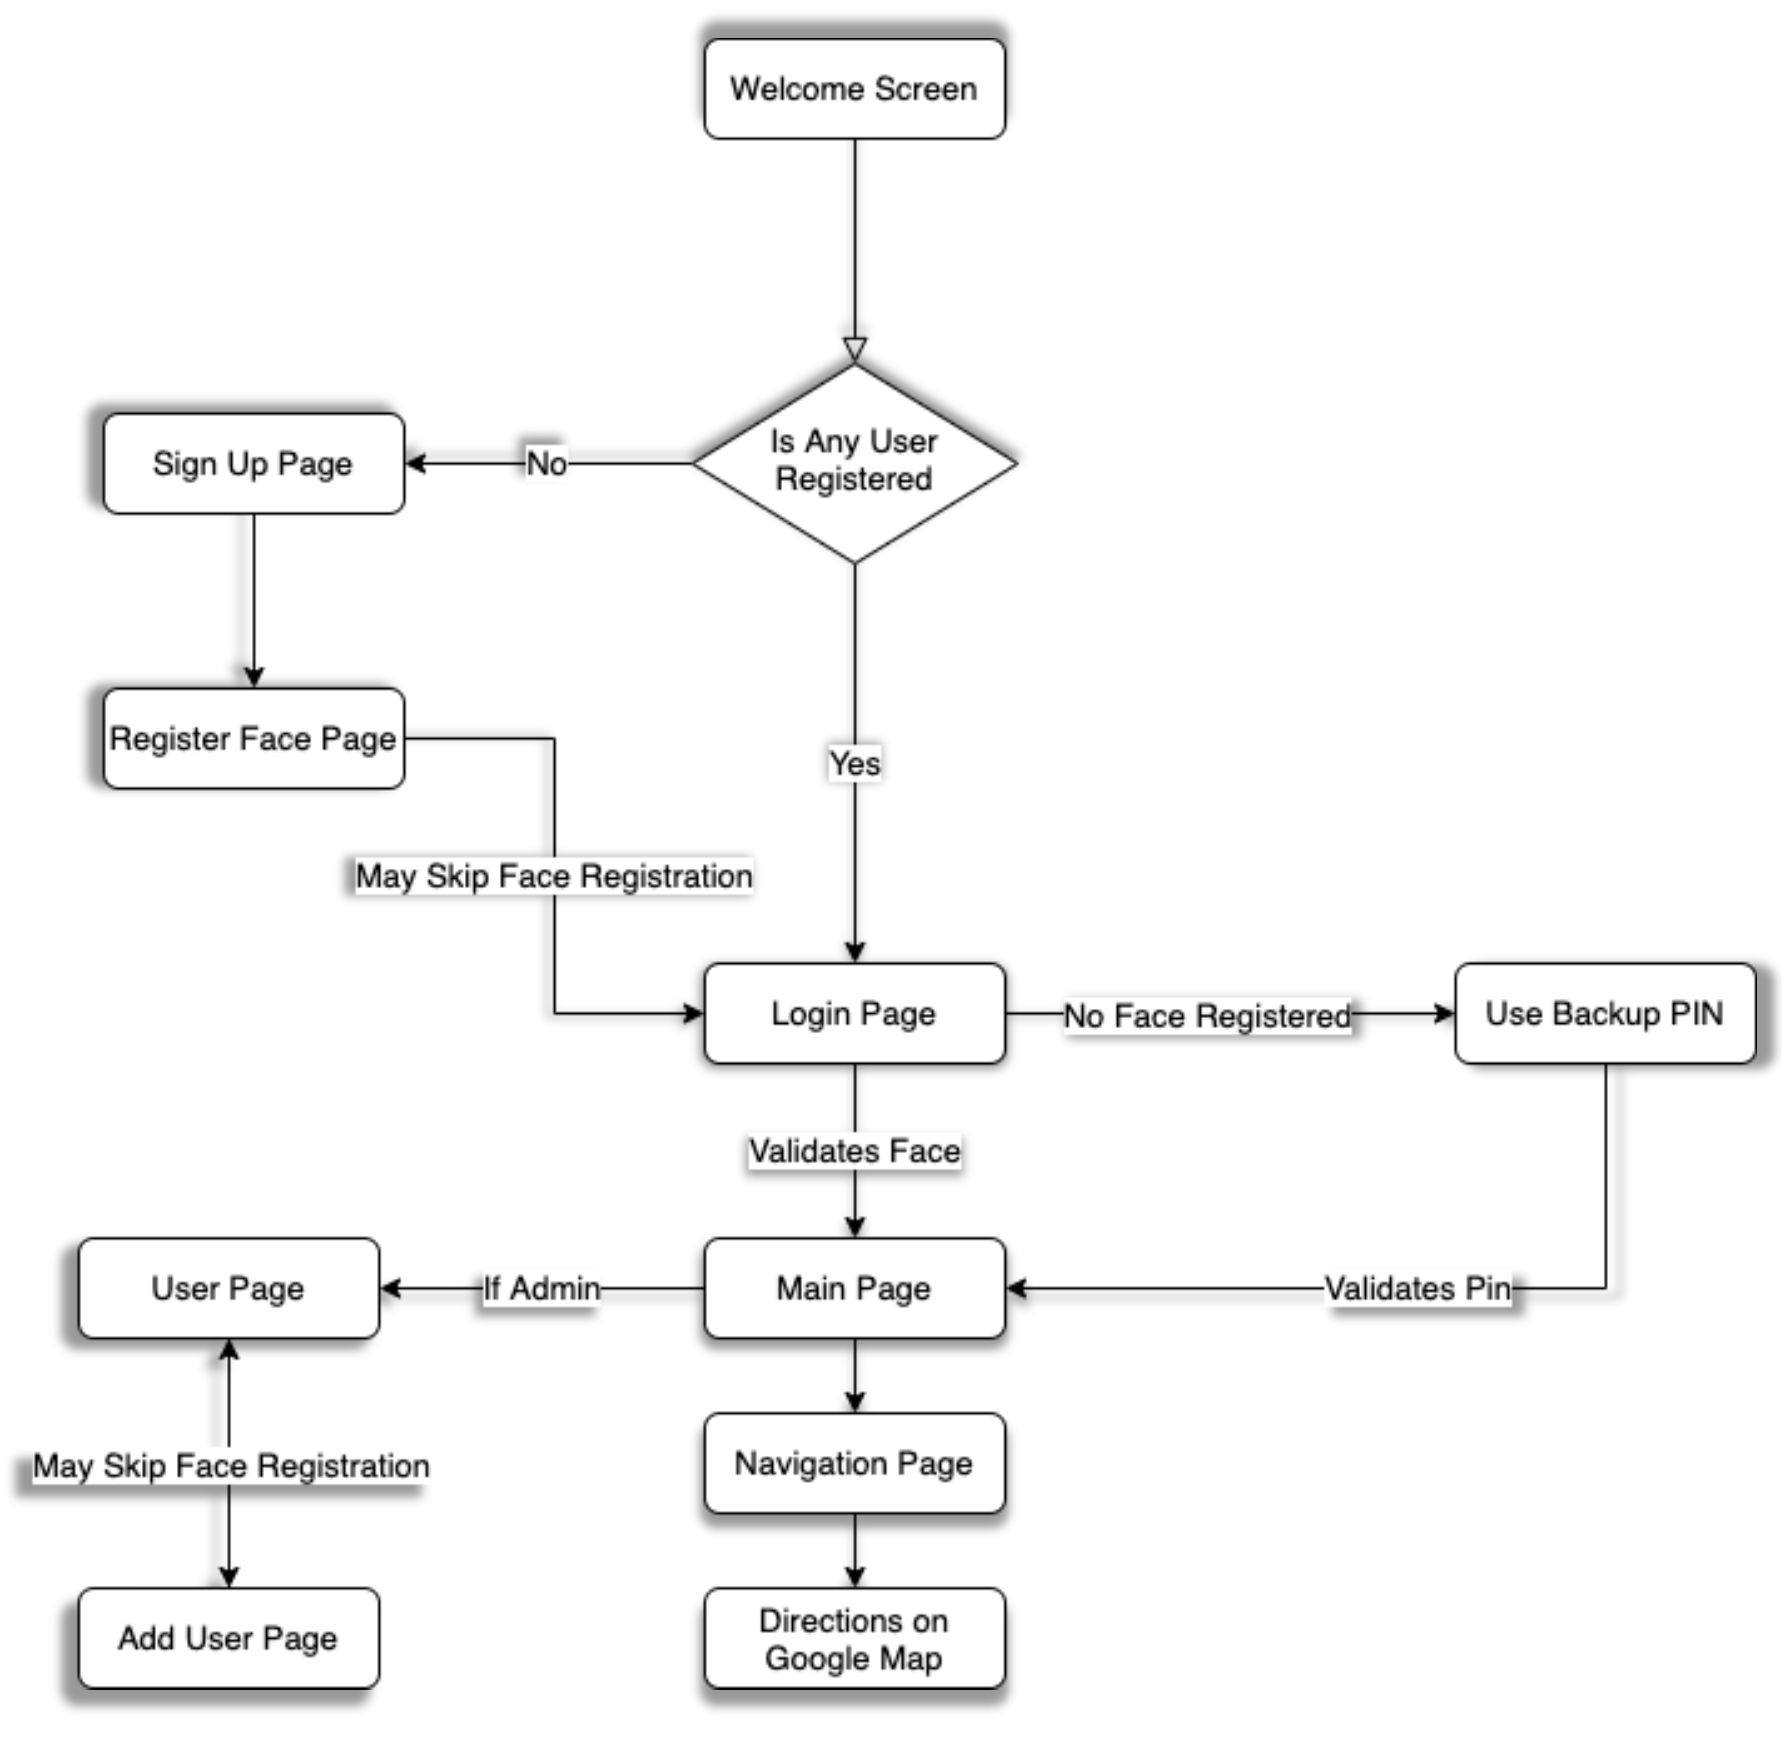 Welcome Screen
Is Any User
Registered
No
Sign Up Page
Register Face Page
Yes
May Skip Face Registration
Login Page
No Face Registered
Use Backup PIN
Validates Face
User Page
If Admin
Main Page
Validates Pin
May Skip Face Registration
Navigation Page
Add User Page
Directions on
Google Map